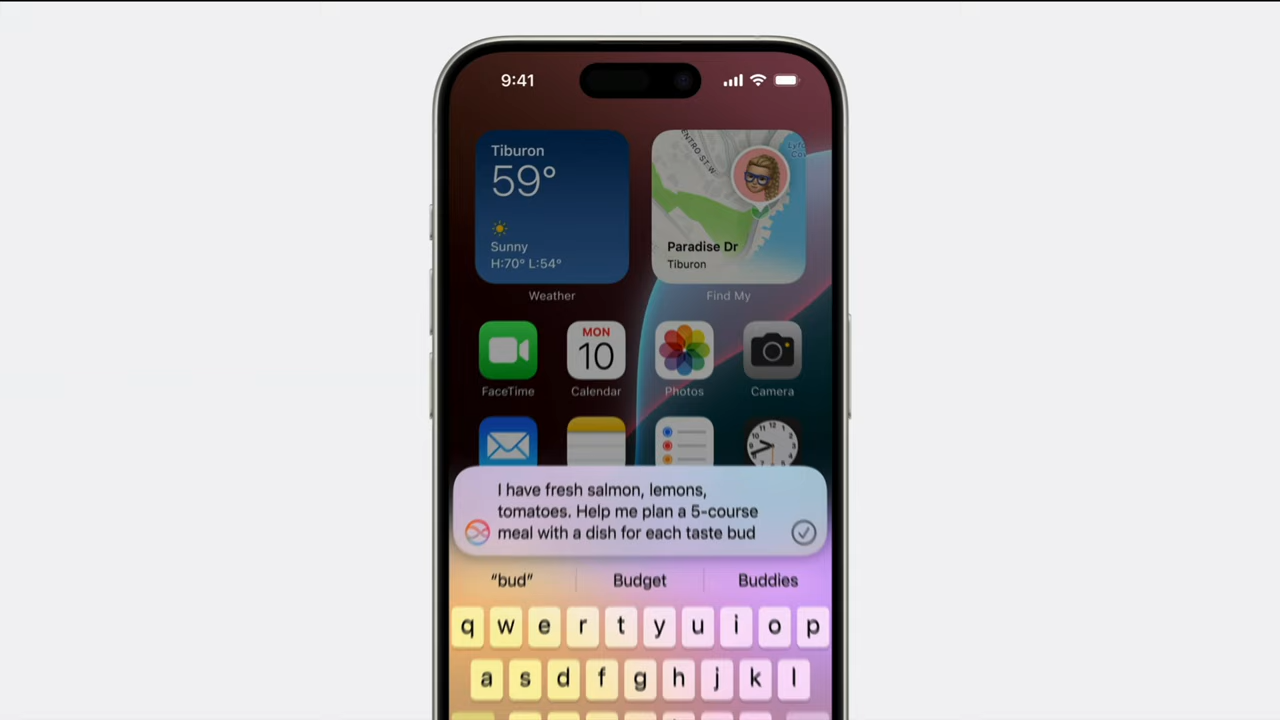 9:41
Tiburon
59°
Sunny
H:70° L:54°
Weather
Paradise Dr
Tiburon
Find My
FaceTime
MON
10
Calendar
Photos
Camera
I have fresh salmon, lemons,
tomatoes. Help me plan a 5-course
meal with a dish for each taste bud
“bud”
Budget
Buddies
q w e r t y u i o p
a s d f g h j k l